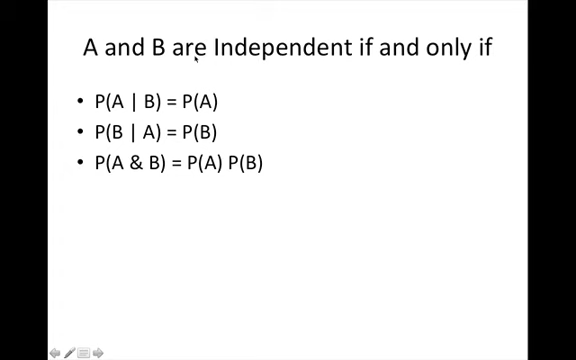 A and B are Independent if and only if
• P(A | B) = P(A)
• P(B | A) = P(B)
• P(A & B) = P(A) P(B)